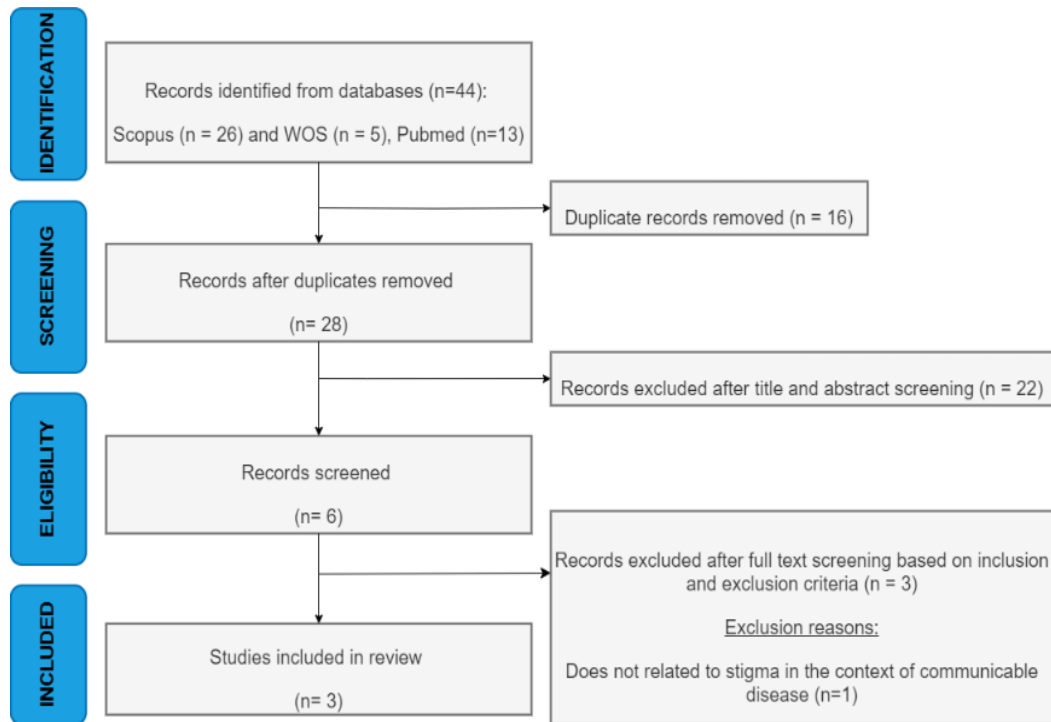 IDENTIFICATION
Records identified from databases (n=44):
Scopus (n = 26) and WOS (n = 5), Pubmed (n=13)
Duplicate records removed (n = 16)
SCREENING
Records after duplicates removed
(n= 28)
Records excluded after title and abstract screening (n = 22)
ELIGIBILITY
Records screened
(n= 6)
Records excluded after full text screening based on inclusion
and exclusion criteria (n = 3)
Exclusion reasons:
Does not related to stigma in the context of communicable
disease (n=1)
INCLUDED
Studies included in review
(n= 3)